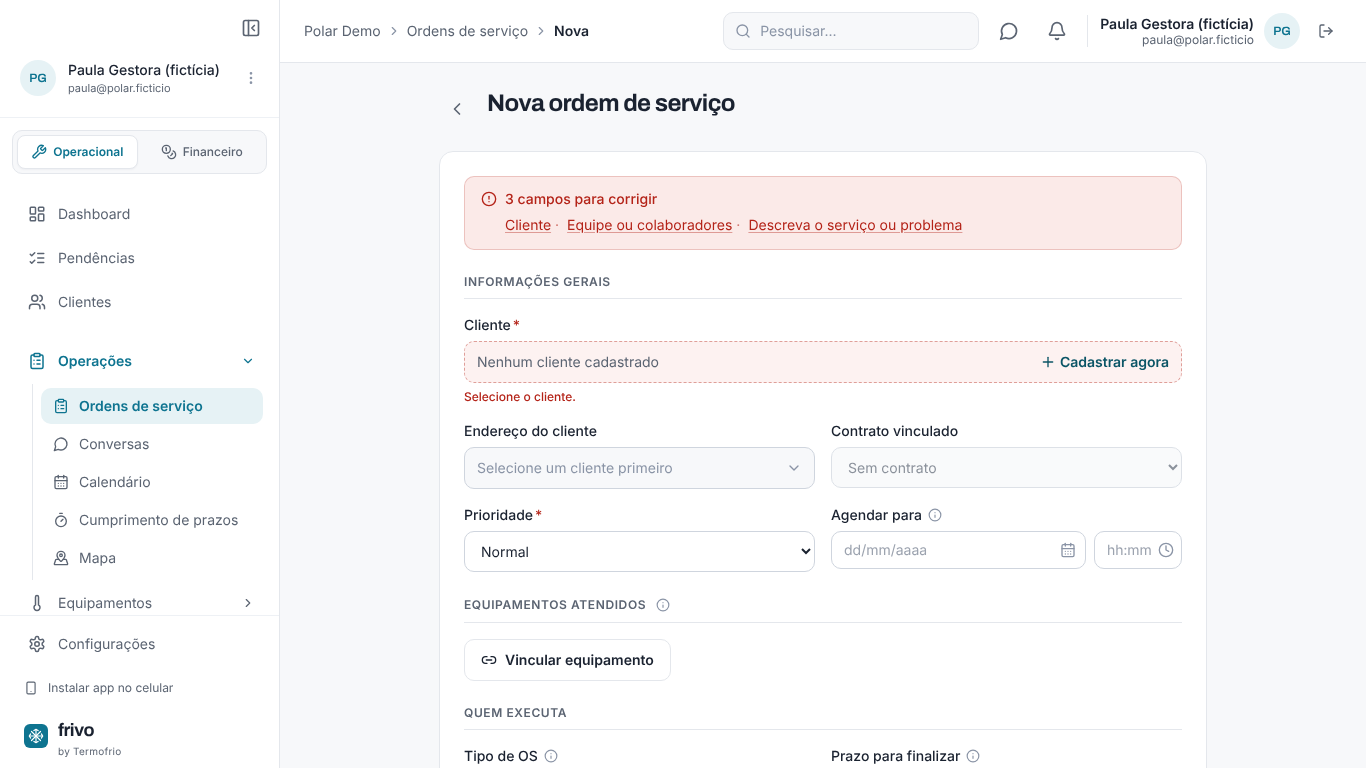 Polar Demo > Ordens de serviço > Nova
Pesquisar...
Paula Gestora (fictícia)
paula@polar.ficticio
PG
PG
Paula Gestora (fictícia)
paula@polar.ficticio
Operacional
Financeiro
Dashboard
Pendências
Clientes
Operações
Ordens de serviço
Conversas
Calendário
Cumprimento de prazos
Mapa
Equipamentos
Configurações
Instalar app no celular
frivo
by Termofrio
Nova ordem de serviço
3 campos para corrigir
Cliente · Equipe ou colaboradores · Descreva o serviço ou problema
INFORMAÇÕES GERAIS
Cliente *
Nenhum cliente cadastrado
+ Cadastrar agora
Selecione o cliente.
Endereço do cliente
Contrato vinculado
Selecione um cliente primeiro
Sem contrato
Prioridade *
Agendar para
Normal
dd/mm/aaaa
hh:mm
EQUIPAMENTOS ATENDIDOS
Vincular equipamento
QUEM EXECUTA
Tipo de OS
Prazo para finalizar